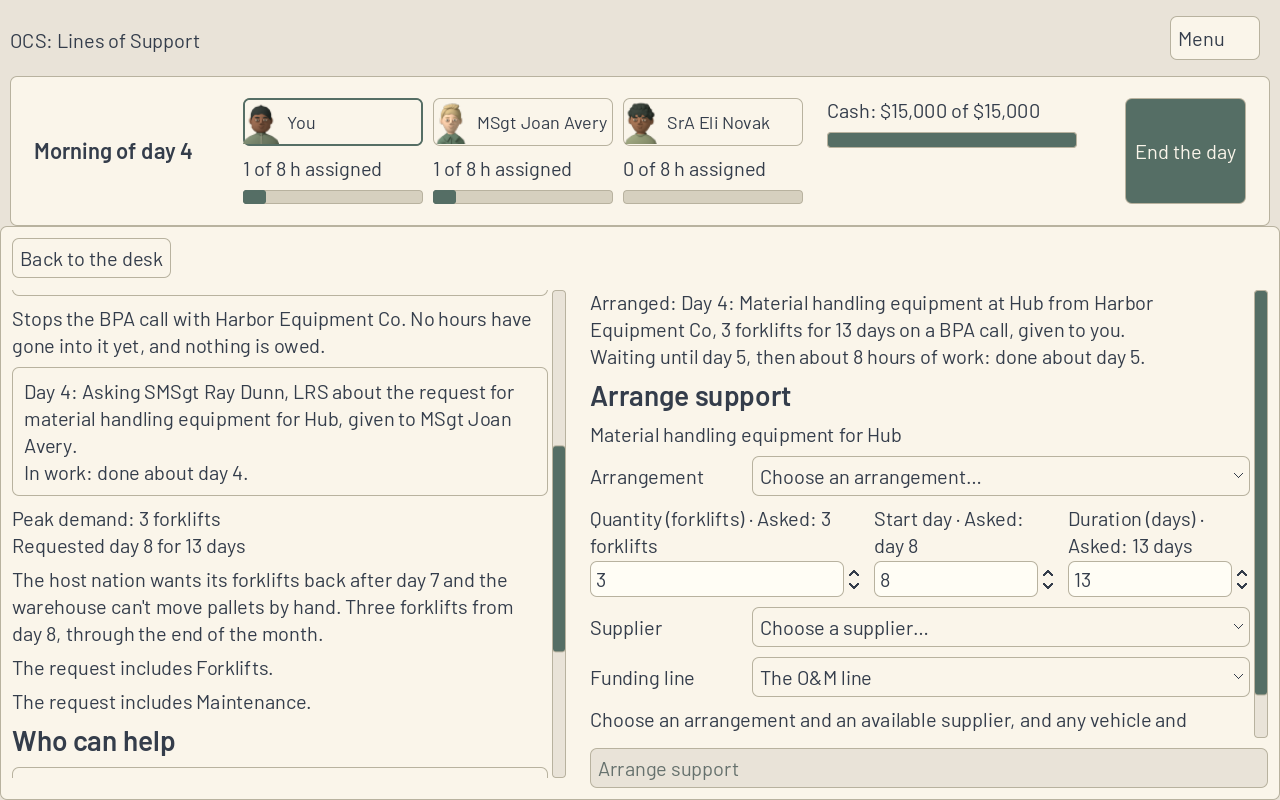 OCS: Lines of Support
Menu
Morning of day 4
You
1 of 8 h assigned
MSgt Joan Avery
1 of 8 h assigned
SrA Eli Novak
0 of 8 h assigned
Cash: $15,000 of $15,000
End the day
Back to the desk
Stops the BPA call with Harbor Equipment Co. No hours have
gone into it yet, and nothing is owed.
Day 4: Asking SMSgt Ray Dunn, LRS about the request for
material handling equipment for Hub, given to MSgt Joan
Avery.
In work: done about day 4.
Peak demand: 3 forklifts
Requested day 8 for 13 days
The host nation wants its forklifts back after day 7 and the
warehouse can't move pallets by hand. Three forklifts from
day 8, through the end of the month.
The request includes Forklifts.
The request includes Maintenance.
Who can help
Arranged: Day 4: Material handling equipment at Hub from Harbor
Equipment Co, 3 forklifts for 13 days on a BPA call, given to you.
Waiting until day 5, then about 8 hours of work: done about day 5.
Arrange support
Material handling equipment for Hub
Arrangement
Choose an arrangement...
Quantity (forklifts) · Asked: 3
forklifts
3
Start day · Asked:
day 8
8
Duration (days) ·
Asked: 13 days
13
Supplier
Choose a supplier...
Funding line
The O&M line
Choose an arrangement and an available supplier, and any vehicle and
Arrange support